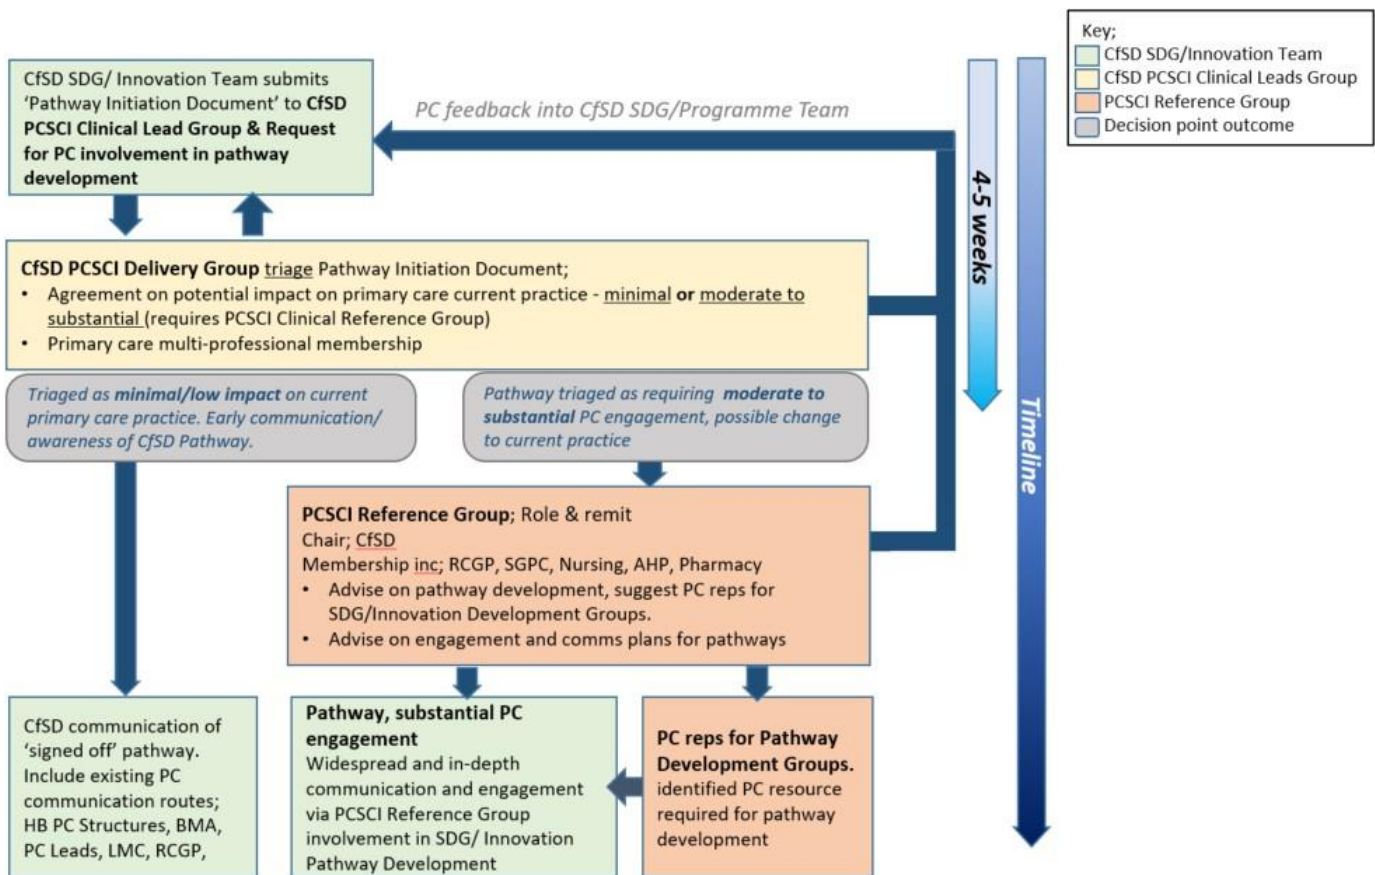 Key;
CfSD SDG/Innovation Team
CfSD PCSCI Clinical Leads Group
PCSCI Reference Group
Decision point outcome
CfSD SDG/ Innovation Team submits
‘Pathway Initiation Document’ to CfSD
PCSCI Clinical Lead Group & Request
for PC involvement in pathway
development
PC feedback into CfSD SDG/Programme Team
4-5 weeks
Timeline
CfSD PCSCI Delivery Group triage Pathway Initiation Document;
• Agreement on potential impact on primary care current practice - minimal or moderate to
substantial (requires PCSCI Clinical Reference Group)
• Primary care multi-professional membership
Triaged as minimal/low impact on current
primary care practice. Early communication/
awareness of CfSD Pathway.
Pathway triaged as requiring moderate to
substantial PC engagement, possible change
to current practice
PCSCI Reference Group; Role & remit
Chair; CfSD
Membership inc; RCGP, SGPC, Nursing, AHP, Pharmacy
• Advise on pathway development, suggest PC reps for
SDG/Innovation Development Groups.
• Advise on engagement and comms plans for pathways
CfSD communication of
‘signed off’ pathway.
Include existing PC
communication routes;
HB PC Structures, BMA,
PC Leads, LMC, RCGP,
Pathway, substantial PC
engagement
Widespread and in-depth
communication and engagement
via PCSCI Reference Group
involvement in SDG/ Innovation
Pathway Development
PC reps for Pathway
Development Groups.
identified PC resource
required for pathway
development